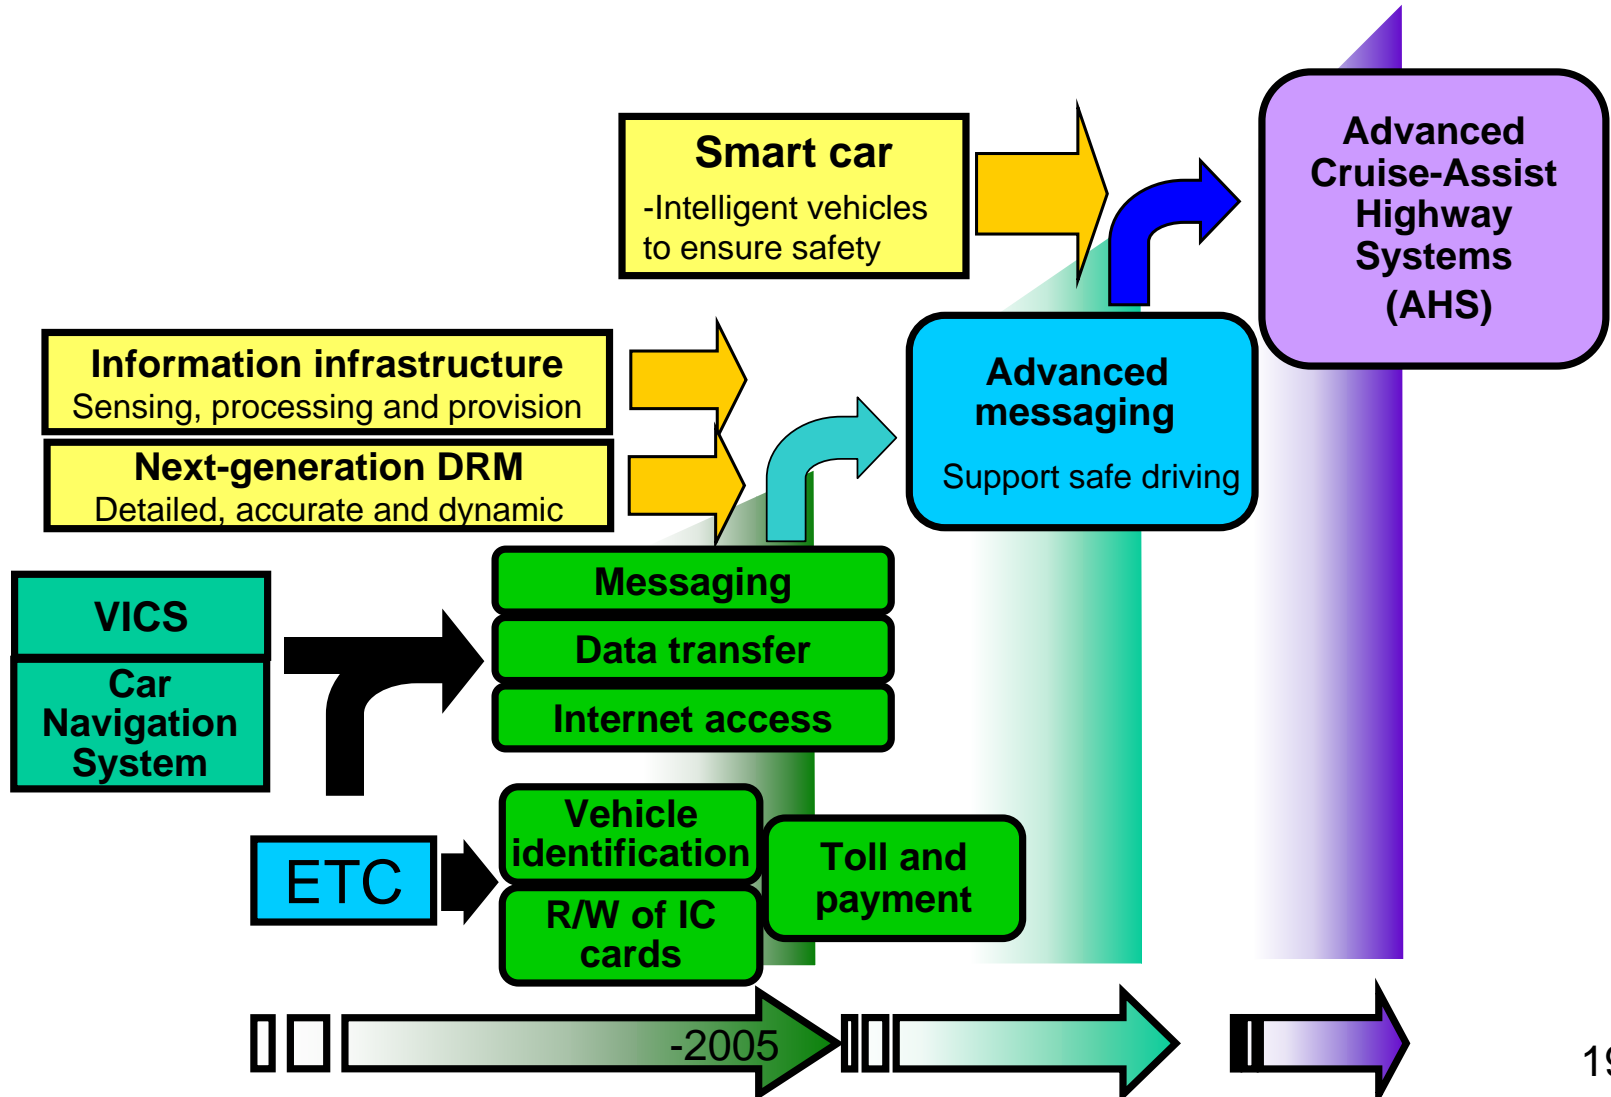 Advanced
Cruise-Assist
Highway
Systems
(AHS)
Smart car
-Intelligent vehicles
to ensure safety
Information infrastructure
Sensing, processing and provision
Next-generation DRM
Detailed, accurate and dynamic
Advanced
messaging
Support safe driving
VICS
Car
Navigation
System
Messaging
Data transfer
Internet access
ETC
Vehicle
identification
R/W of IC
cards
Toll and
payment
-2005
19